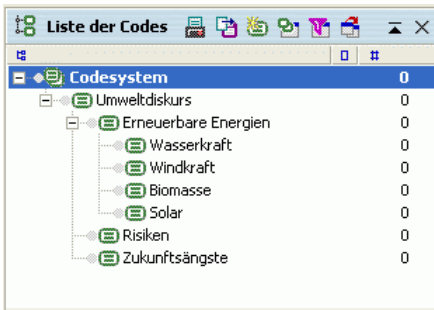 Liste der Codes
#
Codesystem 0
Umweltdiskurs 0
Erneuerbare Energien 0
Wasserkraft 0
Windkraft 0
Biomasse 0
Solar 0
Risiken 0
Zukunftsängste 0